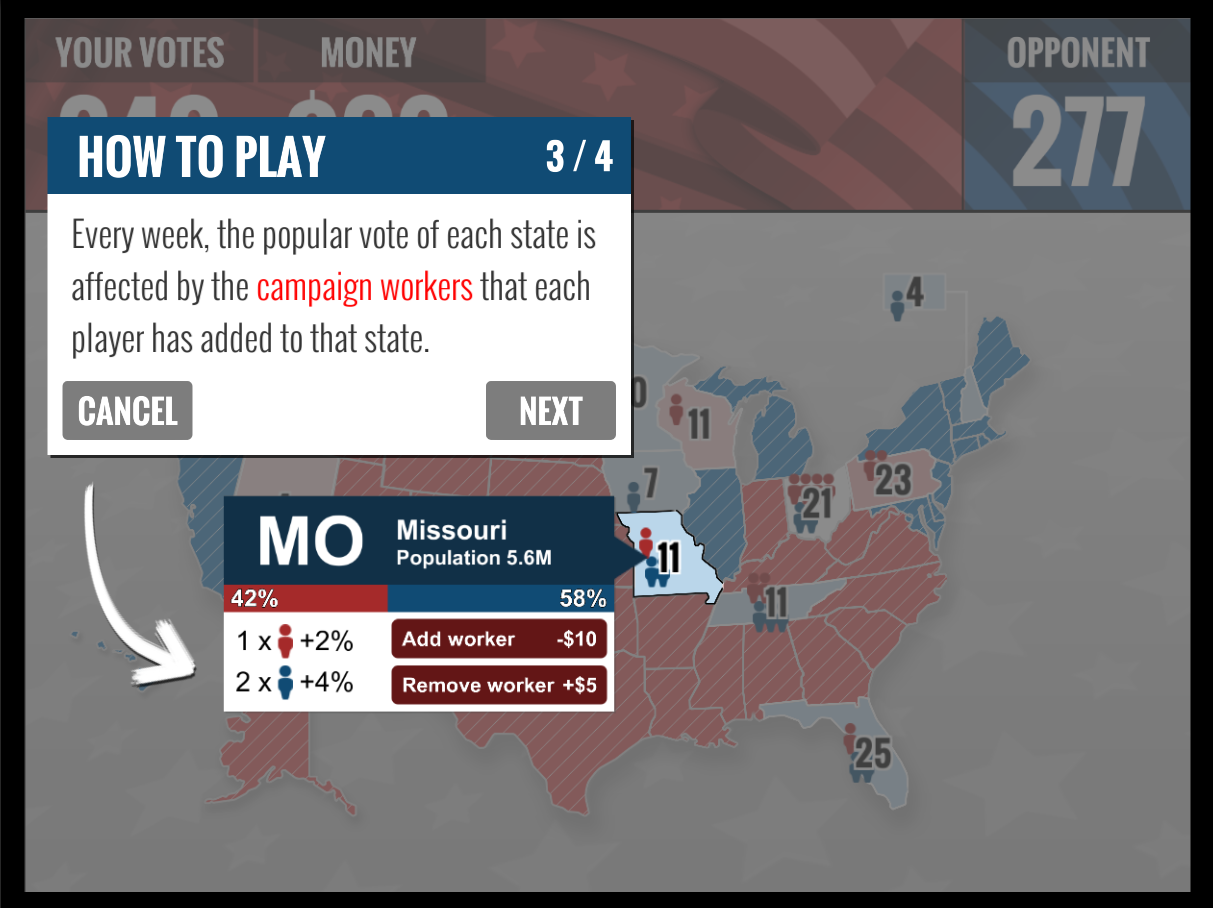 YOUR VOTES
MONEY
OPPONENT
277
HOW TO PLAY
3 / 4
Every week, the popular vote of each state is
affected by the campaign workers that each
player has added to that state.
CANCEL
NEXT
4
0
11
7
23
21
MO
Missouri
Population 5.6M
11
42%
58%
1 x +2%
Add worker -$10
2 x +4%
Remove worker +$5
11
25